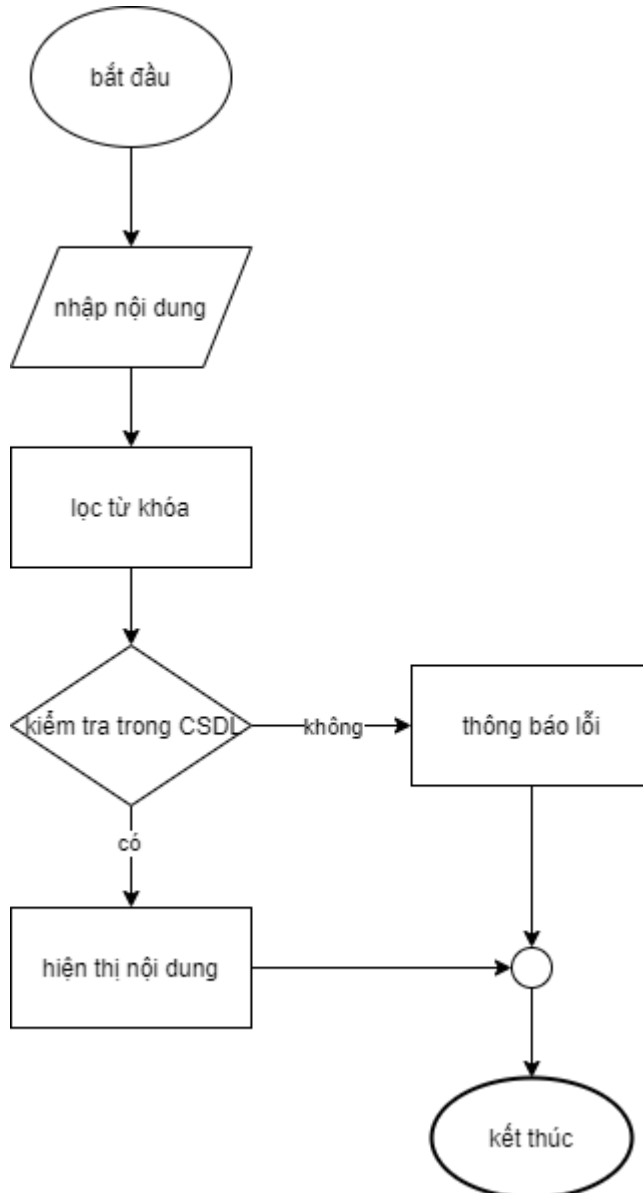 bắt đầu
nhập nội dung
lọc từ khóa
kiểm tra trong CSDL
không
thông báo lỗi
có
hiện thị nội dung
kết thúc